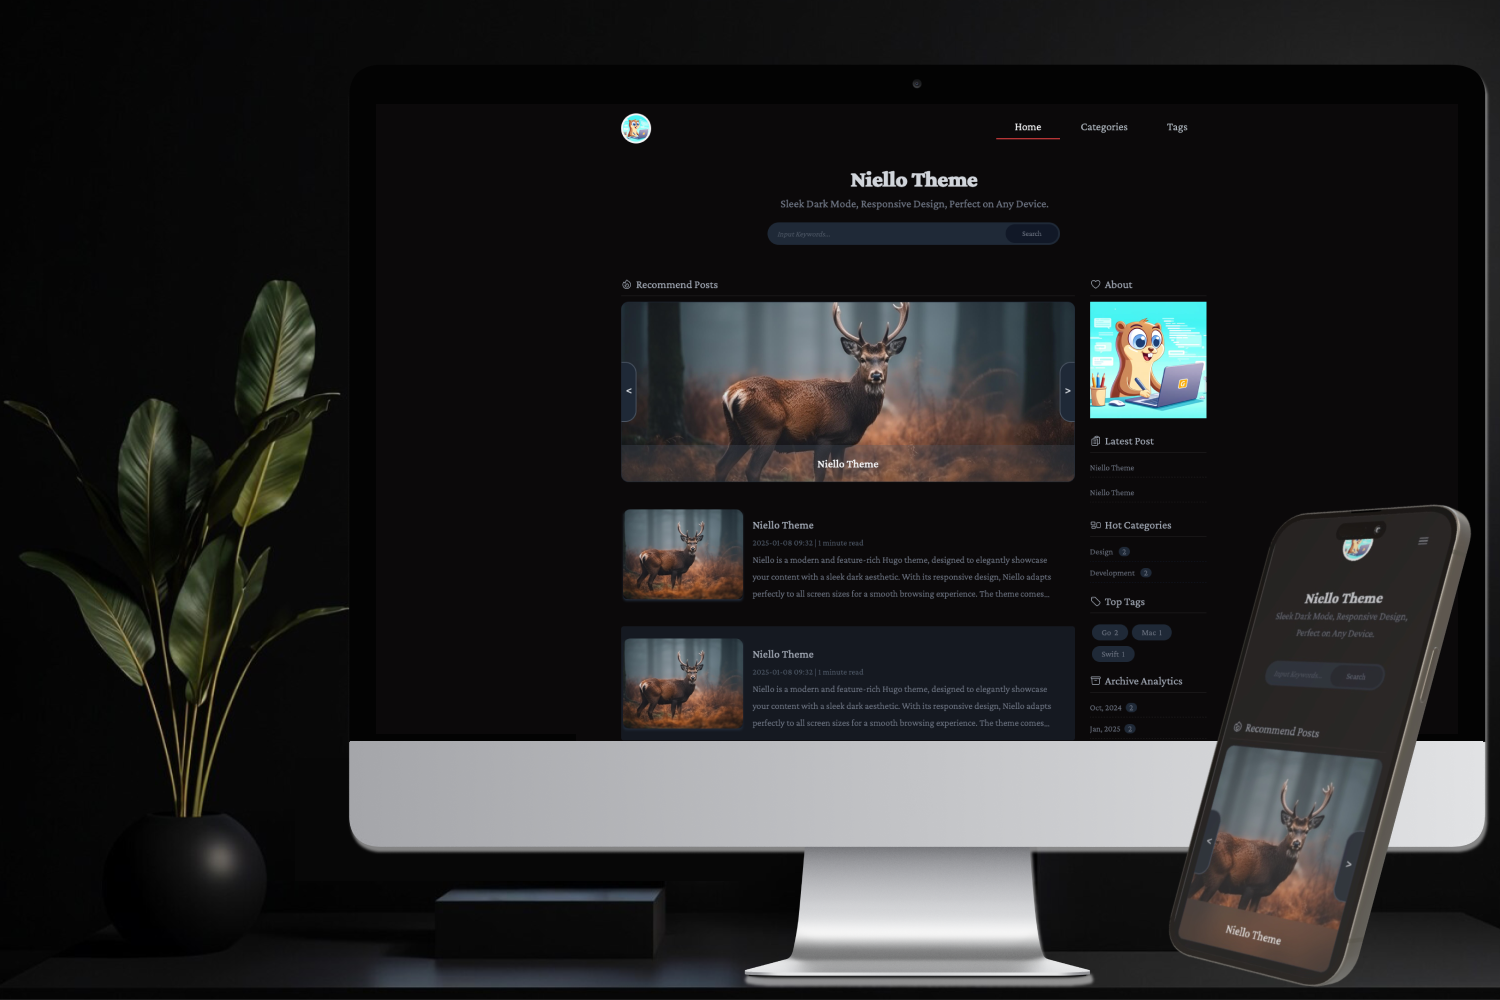 Home
Categories
Tags
Niello Theme
Sleek Dark Mode, Responsive Design, Perfect on Any Device.
Input Keywords...
Search
Recommend Posts
<
>
Niello Theme
Niello Theme
2025-01-08 09:32 | 1 minute read
Niello is a modern and feature-rich Hugo theme, designed to elegantly showcase
your content with a sleek dark aesthetic. With its responsive design, Niello adapts
perfectly to all screen sizes for a smooth browsing experience. The theme comes...
Niello Theme
2025-01-08 09:32 | 1 minute read
Niello is a modern and feature-rich Hugo theme, designed to elegantly showcase
your content with a sleek dark aesthetic. With its responsive design, Niello adapts
perfectly to all screen sizes for a smooth browsing experience. The theme comes...
About
Latest Post
Niello Theme
Niello Theme
Hot Categories
Design 2
Development 2
Top Tags
Go 2
Mac 1
Swift 1
Archive Analytics
Oct, 2024 2
Jan, 2025 2
Niello Theme
Sleek Dark Mode, Responsive Design,
Perfect on Any Device.
Input Keywords...
Search
Recommend Posts
<
>
Niello Theme